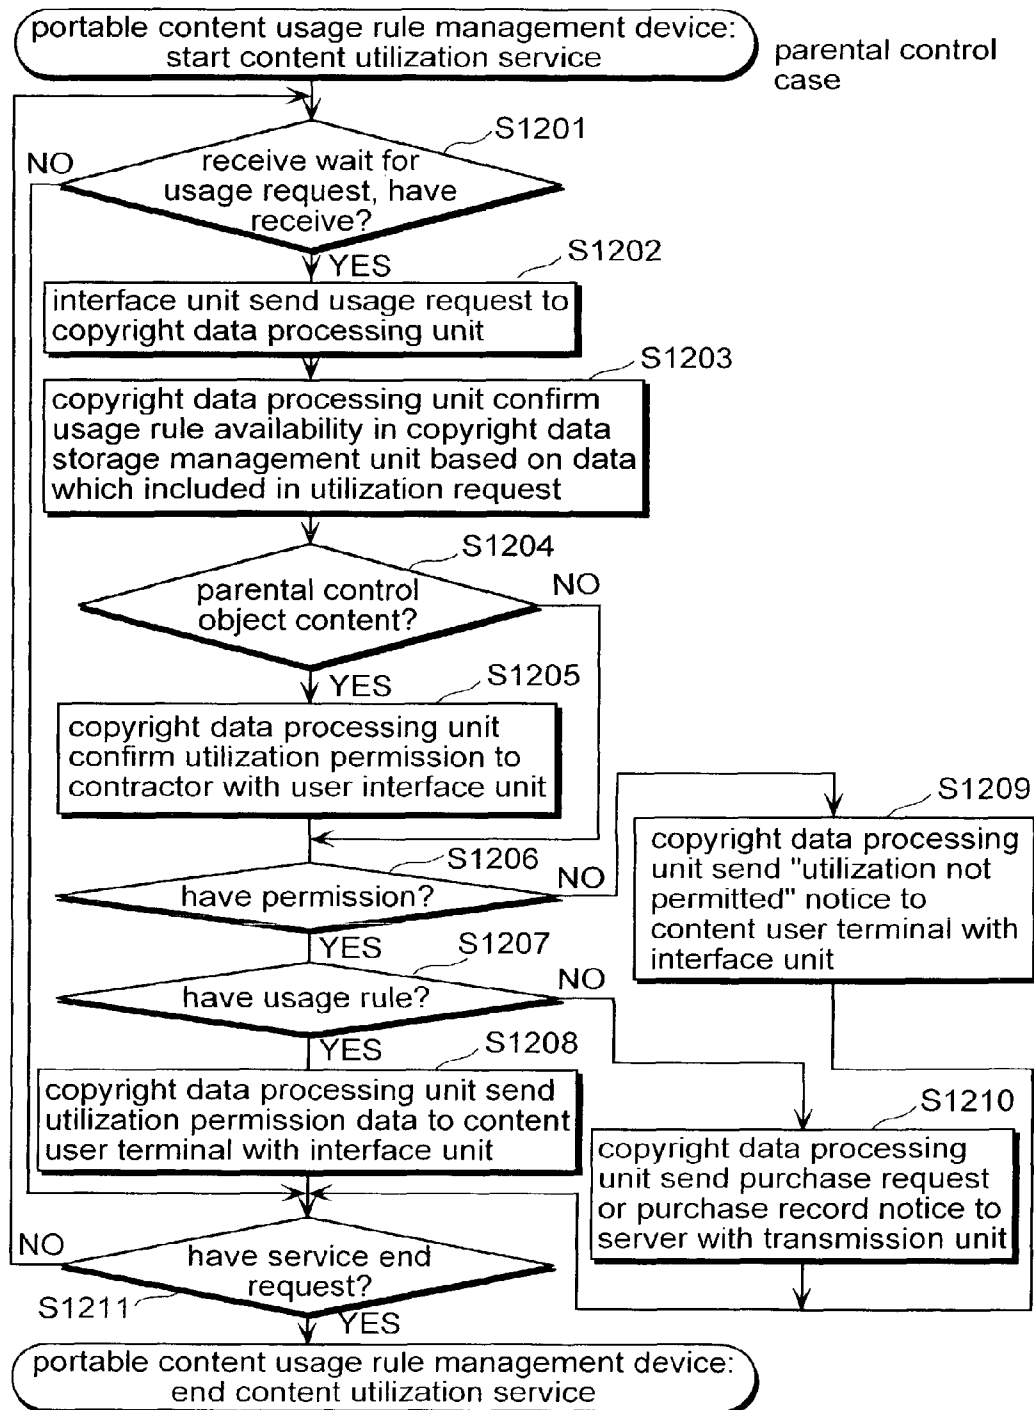 portable content usage rule management device:
start content utilization service
parental control
case
S1201
NO
receive wait for
usage request, have
receive?
YES
S1202
interface unit send usage request to
copyright data processing unit
S1203
copyright data processing unit confirm
usage rule availability in copyright data
storage management unit based on data
which included in utilization request
S1204
parental control
object content?
NO
YES
S1205
copyright data processing unit
confirm utilization permission to
contractor with user interface unit
S1206
have permission?
NO
S1209
copyright data processing
unit send "utilization not
permitted" notice to
content user terminal with
interface unit
YES
S1207
have usage rule?
NO
YES
S1208
copyright data processing unit send
utilization permission data to content
user terminal with interface unit
S1210
copyright data processing
unit send purchase request
or purchase record notice to
server with transmission unit
NO
have service end
request?
S1211
YES
portable content usage rule management device:
end content utilization service